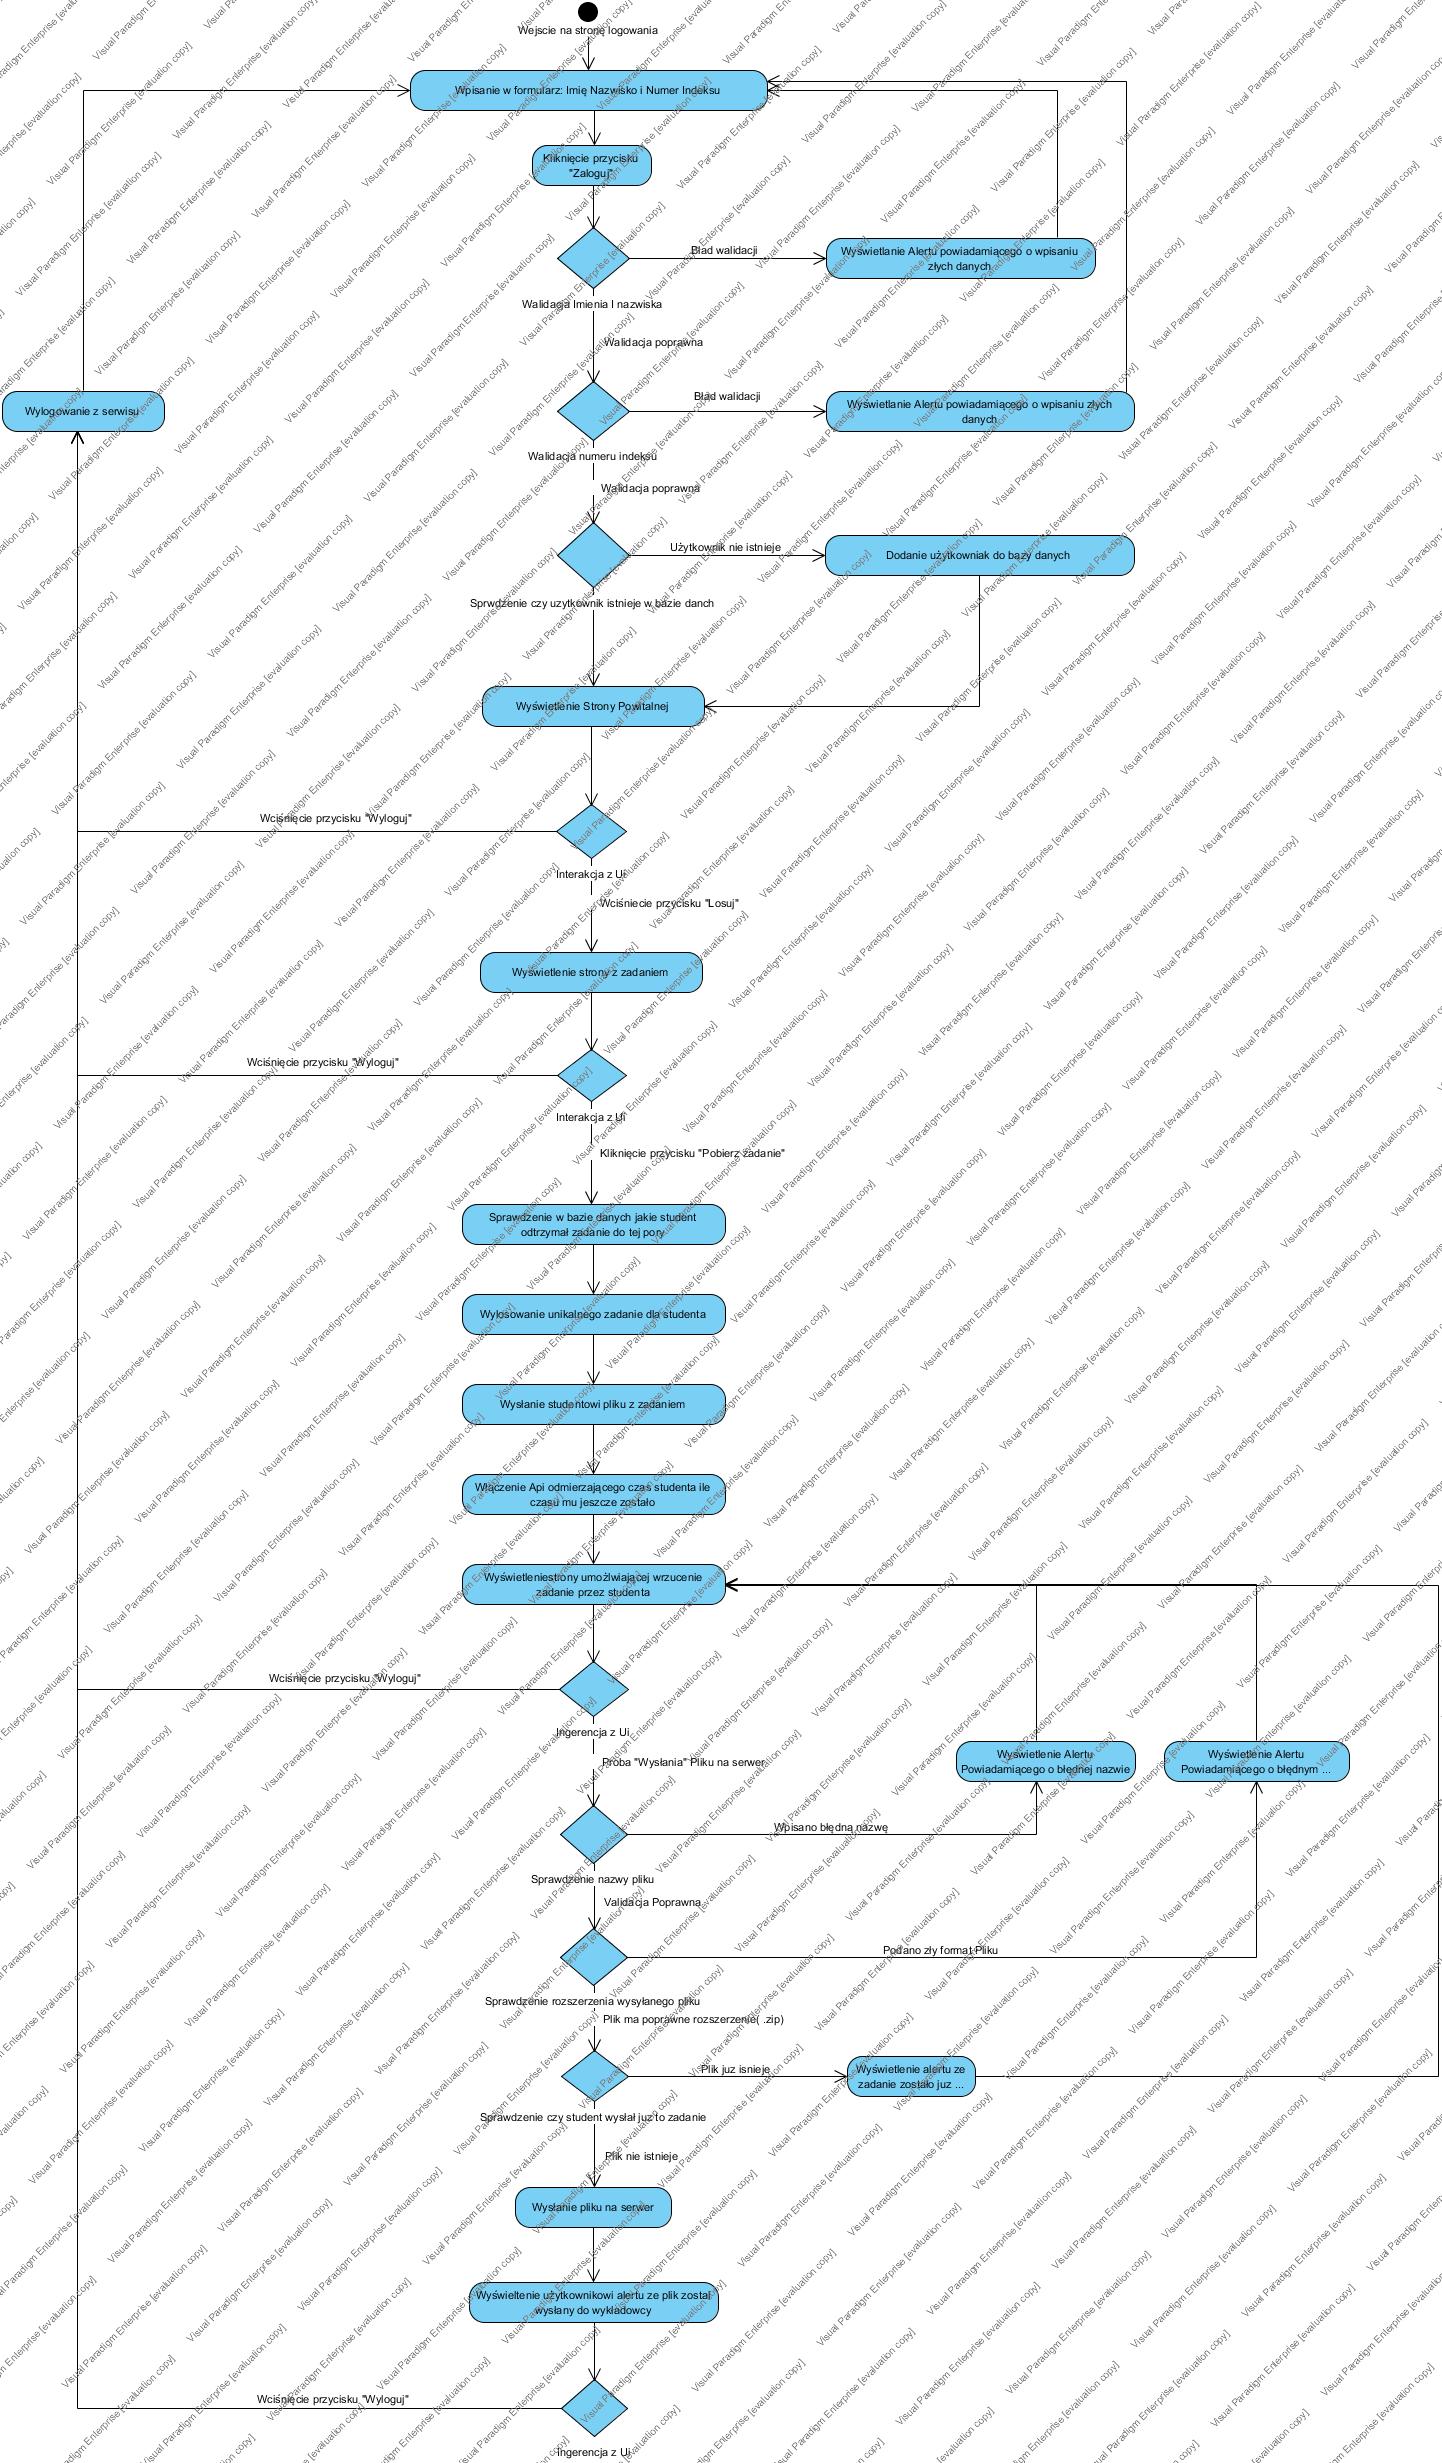 Wejscie na stronę logowania
Wpisanie w formularz: Imię Nazwisko i Numer Indeksu
Kliknięcie przycisku
"Zaloguj"
Bład walidacji
Wyświetlanie Alertu powiadamiącego o wpisaniu
złych danych
Walidacja Imienia I nazwiska
Walidacja poprawna
Wylogowanie z serwisu
Bład walidacji
Wyświetlanie Alertu powiadamiącego o wpisaniu złych
danych
Walidacja numeru indeksu
Walidacja poprawna
Użytkownik nie istnieje
Dodanie użytkowniak do bazy danych
Sprwdzenie czy uzytkownik istnieje w bazie danch
Wyświetlenie Strony Powitalnej
Wciśnięcie przycisku "Wyloguj"
Interakcja z Ui
Wciśniecie przycisku "Losuj"
Wyświetlenie strony z zadaniem
Wciśnięcie przycisku "Wyloguj"
Interakcja z Ui
Kliknięcie przycisku "Pobierz zadanie"
Sprawdzenie w bazie danych jakie student
odtrzymał zadanie do tej pory
Wylosowanie unikalnego zadanie dla studenta
Wysłanie studentowi pliku z zadaniem
Włączenie Api odmierzającego czas studenta ile
czasu mu jeszcze zostało
Wyświetleniestrony umożlwiającej wrzucenie
zadanie przez studenta
Wciśnięcie przycisku "Wyloguj"
Ingerencja z Ui
Próba "Wysłania" Pliku na serwer
Wyświetlenie Alertu
Powiadamiącego o błędnej nazwie
Wyświetlenie Alertu
Powiadamiącego o błędnym ...
Wpisano błędną nazwę
Sprawdzenie nazwy pliku
Validacja Poprawna
Podano zły format Pliku
Sprawdzenie rozszerzenia wysyłanego pliku
Plik ma poprawne rozszerzenie( .zip)
Plik juz isnieje
Wyświetlenie alertu ze
zadanie zostało juz ...
Sprawdzenie czy student wysłał juz to zadanie
Plik nie istnieje
Wysłanie pliku na serwer
Wyświeltenie użytkownikowi alertu ze plik zostal
wysłany do wykładowcy
Wciśnięcie przycisku "Wyloguj"
Ingerencja z Ui
Visual Paradigm Enterprise [evaluation copy]